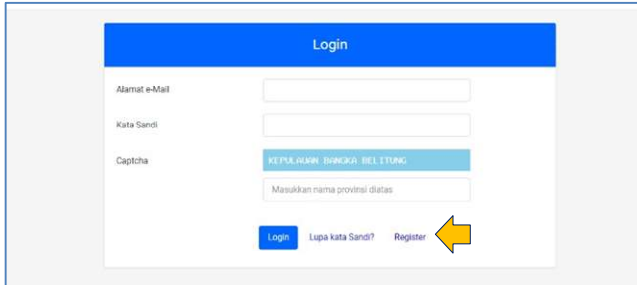 Login
Alamat e-Mail
Kata Sandi
Captcha
KEPULAUAN BANGKA BELITUNG
Masukkan nama provinsi diatas
Login Lupa kata Sandi? Register